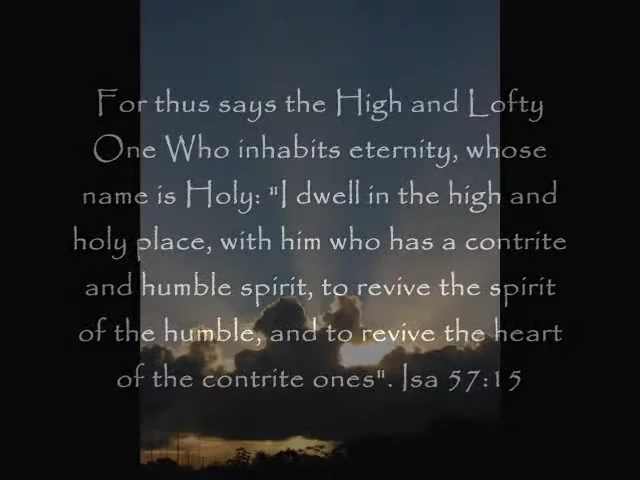 For thus says the High and Lofty
One Who inhabits eternity, whose
name is Holy: "I dwell in the high and
holy place, with him who has a contrite
and humble spirit, to revive the spirit
of the humble, and to revive the heart
of the contrite ones". Isa 57:15